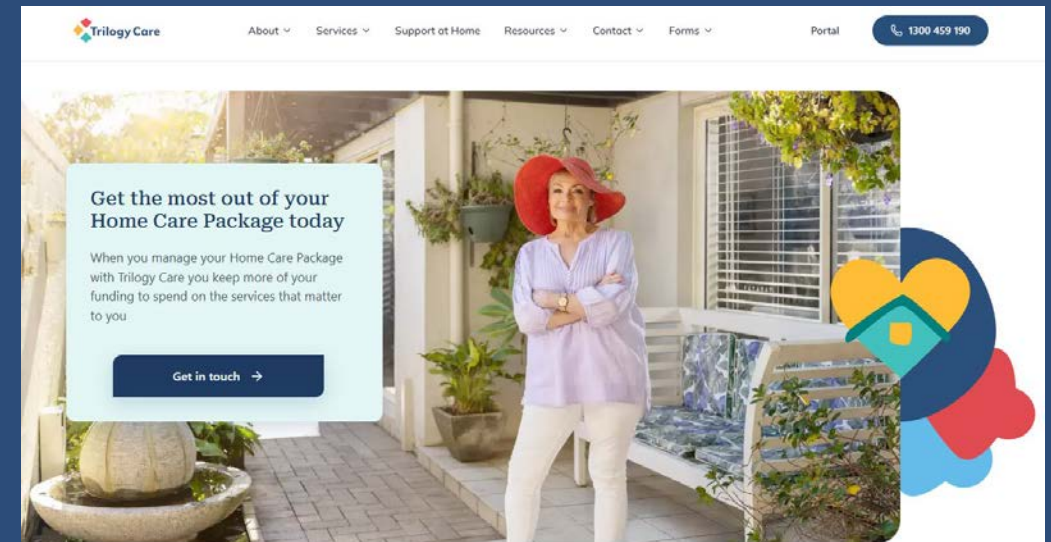 Trilogy Care
About
Services
Support at Home
Resources
Contact
Forms
Portal
1300 459 190
Get the most out of your
Home Care Package today
When you manage your Home Care Package
with Trilogy Care you keep more of your
funding to spend on the services that matter
to you
Get in touch →